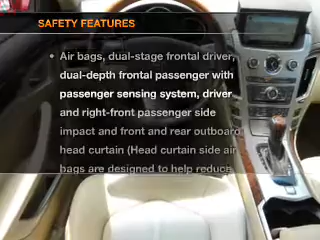 SAFETY FEATURES
Air bags, dual-stage frontal driver,
dual-depth frontal passenger with
passenger sensing system, driver
and right-front passenger side
impact and front and rear outboard
head curtain (Head curtain side air
bags are designed to help reduce